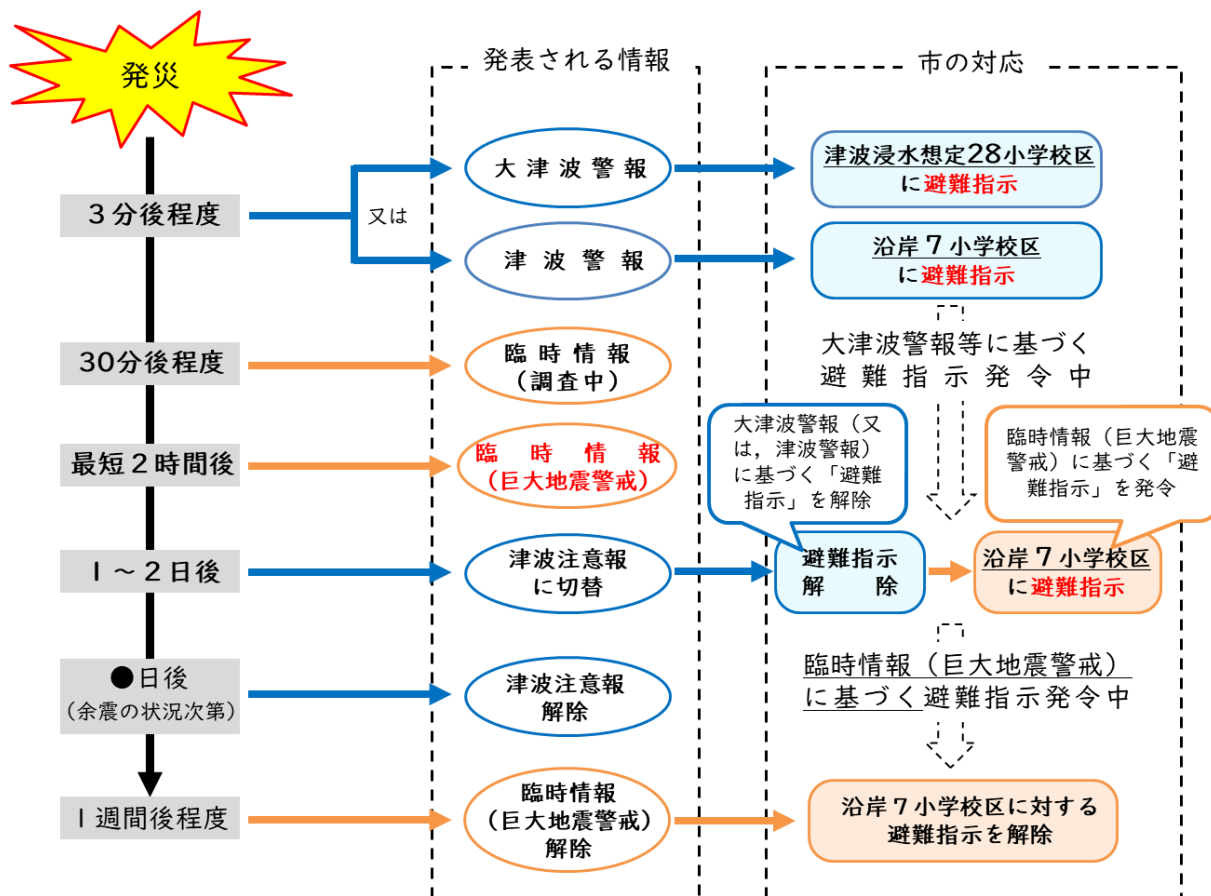 発災
発表される情報
市の対応
3分後程度
又は
大津波警報
津波浸水想定28小学校区
に避難指示
津波警報
沿岸7小学校区
に避難指示
30分後程度
臨時情報
(調査中)
大津波警報等に基づく
避難指示発令中
最短2時間後
臨時情報
(巨大地震警戒)
大津波警報(又
は,津波警報)
に基づく「避難
指示」を解除
臨時情報(巨大地震
警戒)に基づく「避
難指示」を発令
1~2日後
津波注意報
に切替
避難指示
解除
沿岸7小学校区
に避難指示
●日後
(余震の状況次第)
津波注意報
解除
臨時情報(巨大地震警戒)
に基づく避難指示発令中
1週間後程度
臨時情報
(巨大地震警戒)
解除
沿岸7小学校区に対する
避難指示を解除